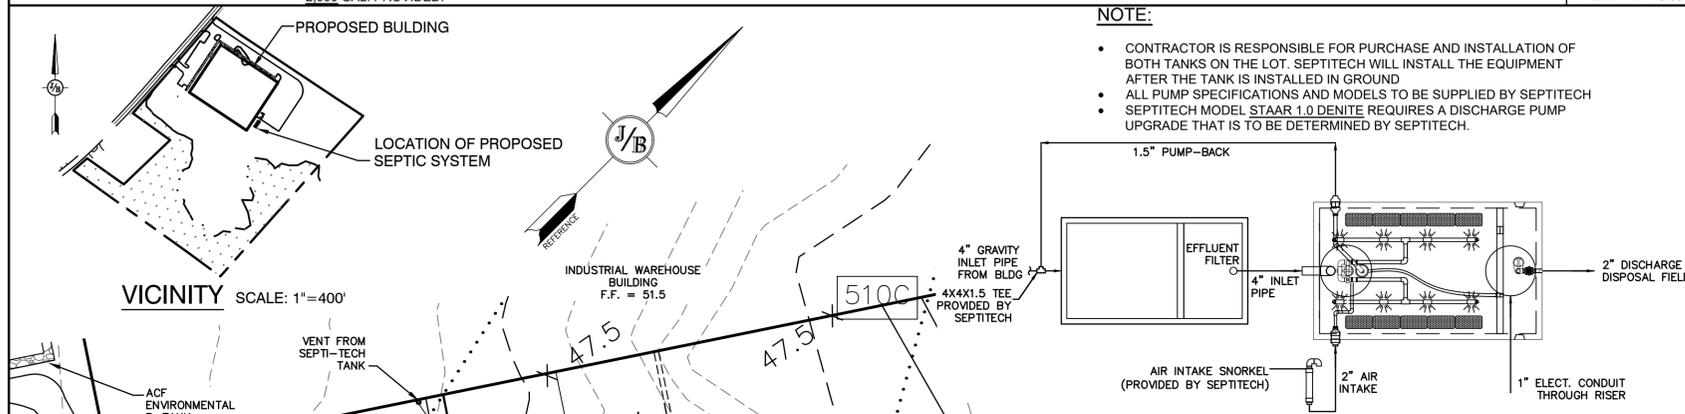 PROPOSED BULDING
LOCATION OF PROPOSED
SEPTIC SYSTEM
VICINITY SCALE: 1"=400'
J/B
REFERENCE
INDUSTRIAL WAREHOUSE
BUILDING
F.F. = 51.5
510C
47.5
47.5
VENT FROM
SEPTI-TECH
TANK
ACF
ENVIRONMENTAL
NOTE:
• CONTRACTOR IS RESPONSIBLE FOR PURCHASE AND INSTALLATION OF
BOTH TANKS ON THE LOT. SEPTITECH WILL INSTALL THE EQUIPMENT
AFTER THE TANK IS INSTALLED IN GROUND
• ALL PUMP SPECIFICATIONS AND MODELS TO BE SUPPLIED BY SEPTITECH
• SEPTITECH MODEL STAAR 1.0 DENITE REQUIRES A DISCHARGE PUMP
UPGRADE THAT IS TO BE DETERMINED BY SEPTITECH.
1.5" PUMP-BACK
4" GRAVITY
INLET PIPE
FROM BLDG
4X4X1.5 TEE
PROVIDED BY
SEPTITECH
EFFLUENT
FILTER
4" INLET
PIPE
2" DISCHARGE
DISPOSAL FIELD
AIR INTAKE SNORKEL
(PROVIDED BY SEPTITECH)
2" AIR
INTAKE
1" ELECT. CONDUIT
THROUGH RISER